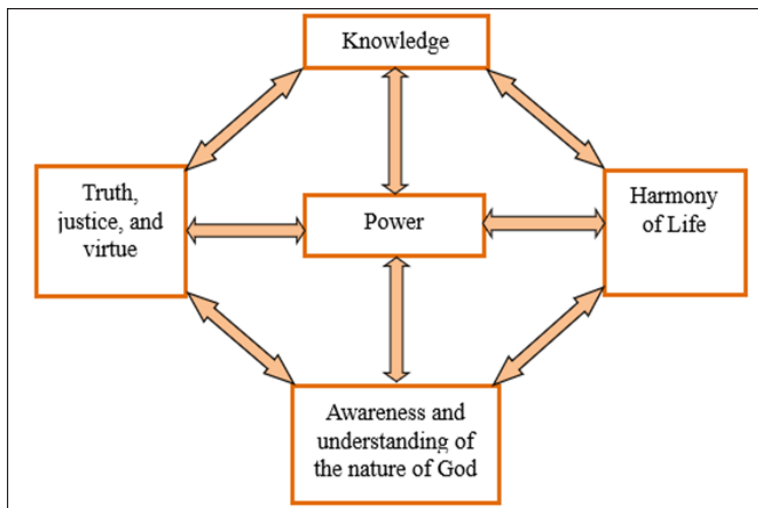 Knowledge
Truth,
justice, and
virtue
Power
Harmony
of Life
Awareness and
understanding of
the nature of God